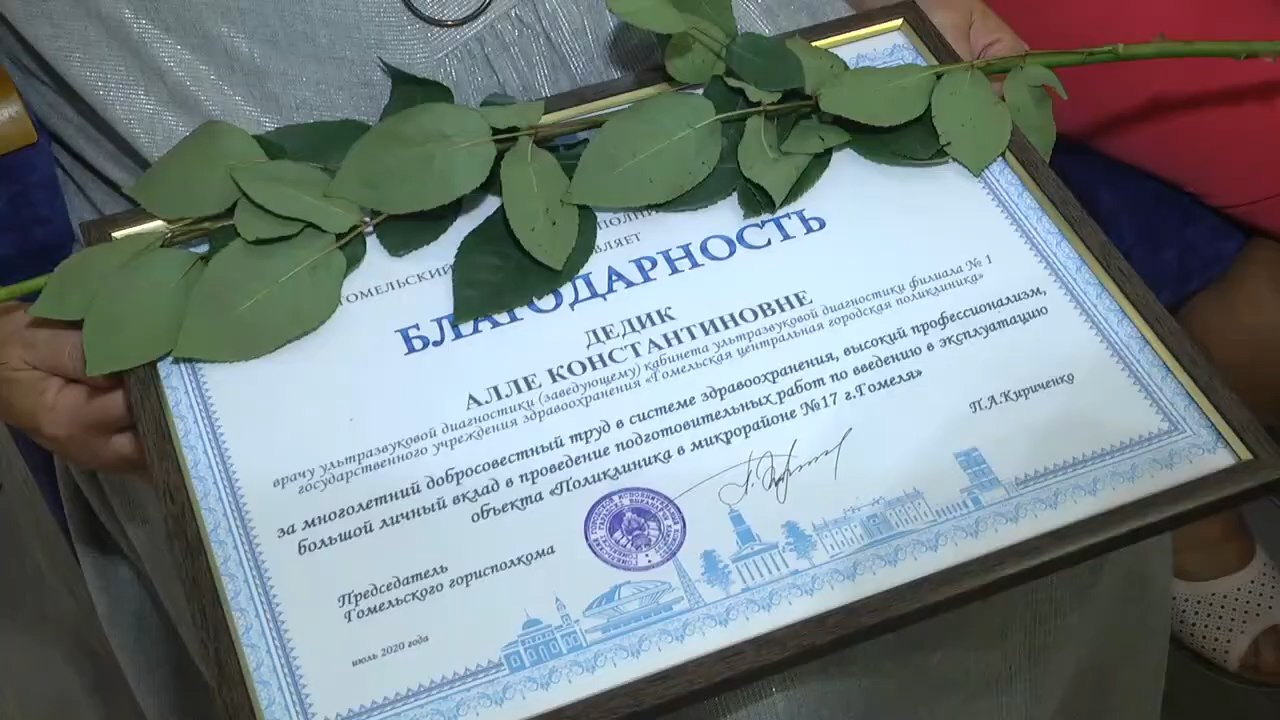 ГОМЕЛЬСКИЙ
БЛАГОДАРНОСТЬ
ДЕДИК
АЛЛЕ КОНСТАНТИНОВНЕ
врачу ультразвуковой диагностики (заведующему) кабинета ультразвуковой диагностики филиала № 1
государственного учреждения здравоохранения «Гомельская центральная городская поликлиника»
за многолетний добросовестный труд в системе здравоохранения, высокий профессионализм,
большой личный вклад в проведение подготовительных работ по введению в эксплуатацию
объекта «Поликлиника в микрорайоне №17 г.Гомеля»
Председатель
Гомельского горисполкома
П.А.Кириченко
июль 2020 года